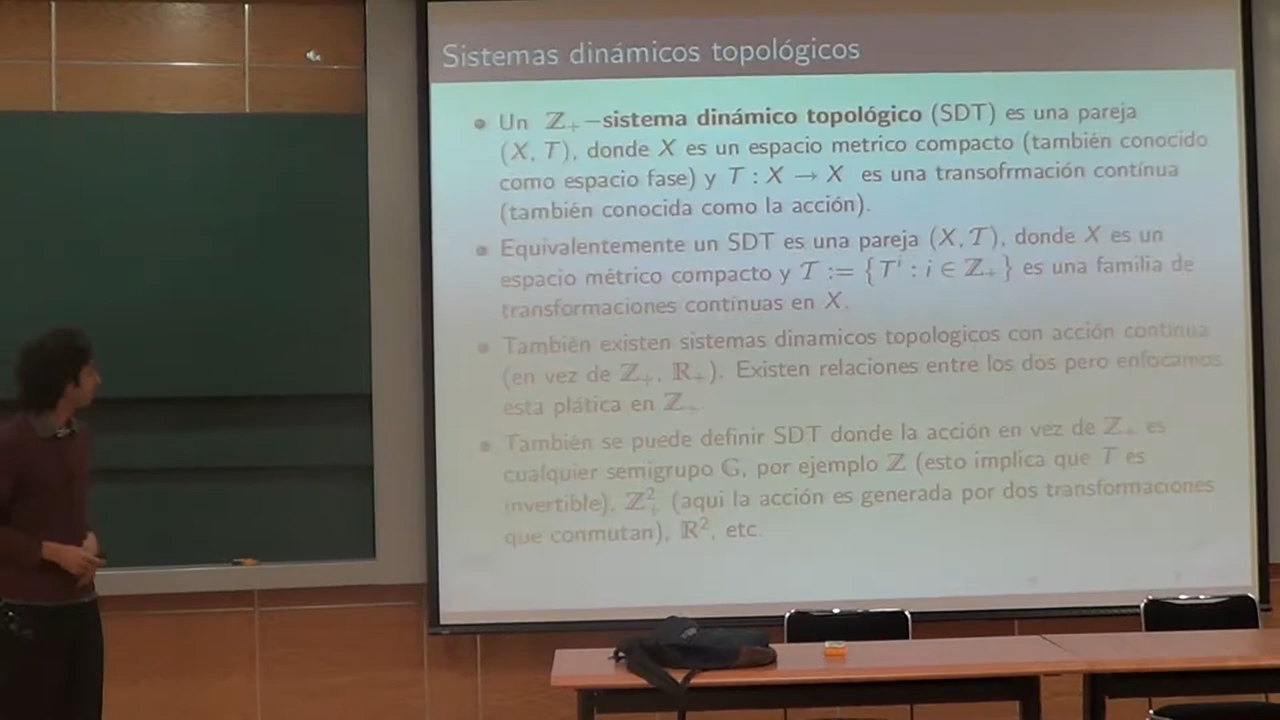 Sistemas dinámicos topológicos
• Un ℤ₊−sistema dinámico topológico (SDT) es una pareja
(X, T), donde X es un espacio metrico compacto (también conocido
como espacio fase) y T : X → X es una transofrmación contínua
(también conocida como la acción).
• Equivalentemente un SDT es una pareja (X, 𝒯), donde X es un
espacio métrico compacto y 𝒯 := {Tⁱ : i ∈ ℤ₊} es una familia de
transformaciones contínuas en X.
• También existen sistemas dinamicos topologicos con acción contínua
(en vez de ℤ₊, ℝ₊). Existen relaciones entre los dos pero enfocamos
esta plática en ℤ₊.
• También se puede definir SDT donde la acción en vez de ℤ₊ es
cualquier semigrupo 𝔾, por ejemplo ℤ (esto implica que T es
invertible), ℤ²₊ (aqui la acción es generada por dos transformaciones
que conmutan), ℝ², etc.